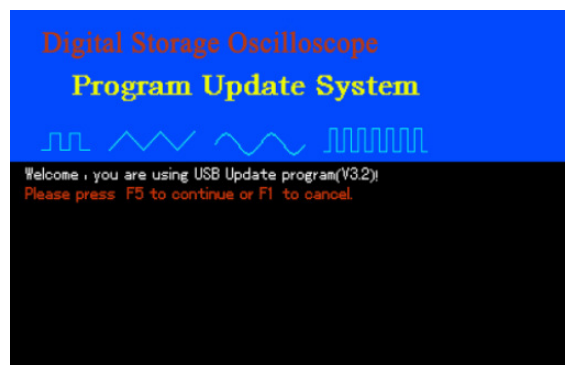 Digital Storage Oscilloscope
Program Update System
Welcome , you are using USB Update program(V3.2)!
Please press F5 to continue or F1 to cancel.